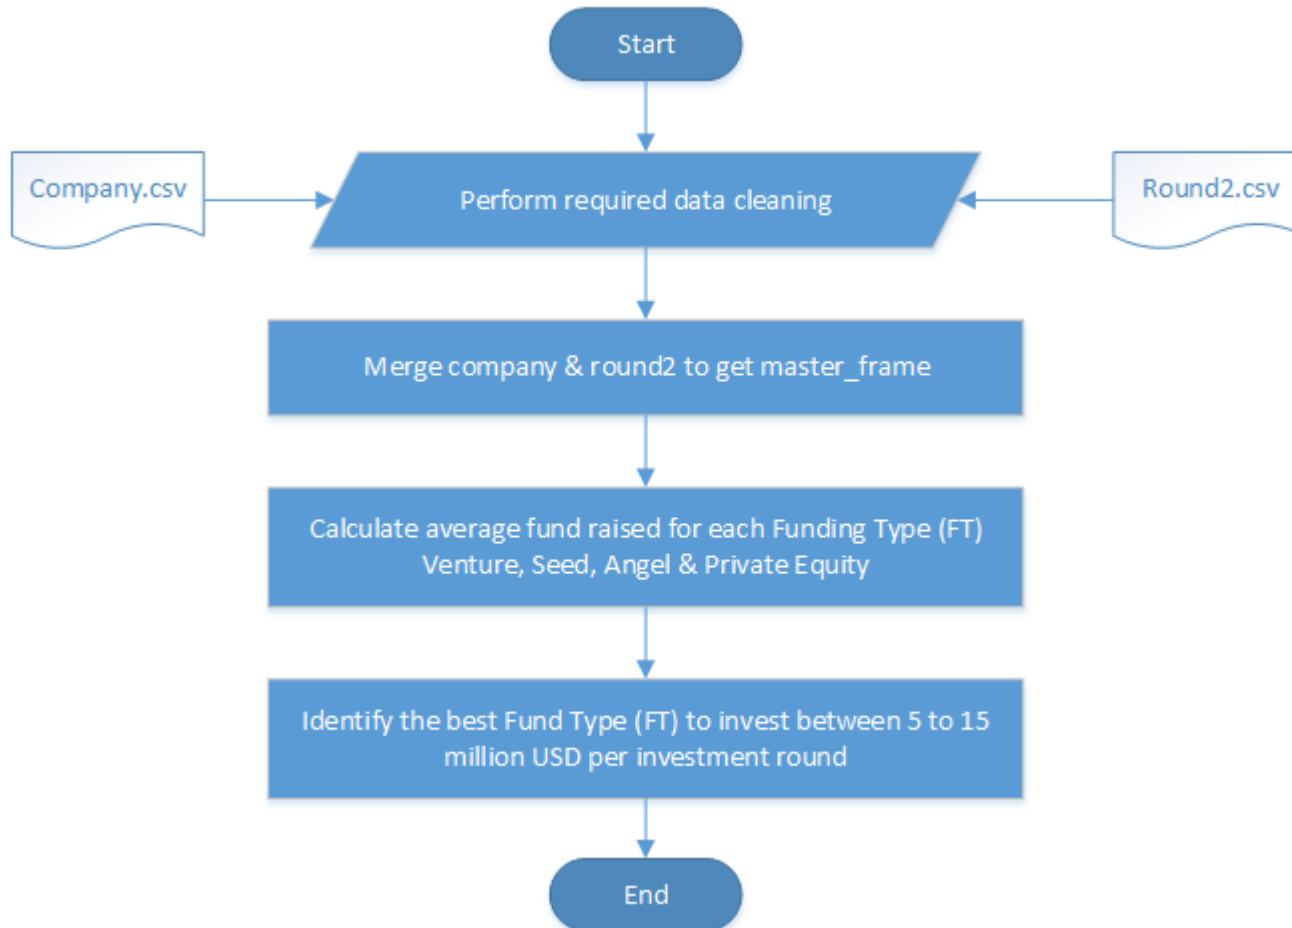 Start
Company.csv
Perform required data cleaning
Round2.csv
Merge company & round2 to get master_frame
Calculate average fund raised for each Funding Type (FT)
Venture, Seed, Angel & Private Equity
Identify the best Fund Type (FT) to invest between 5 to 15
million USD per investment round
End